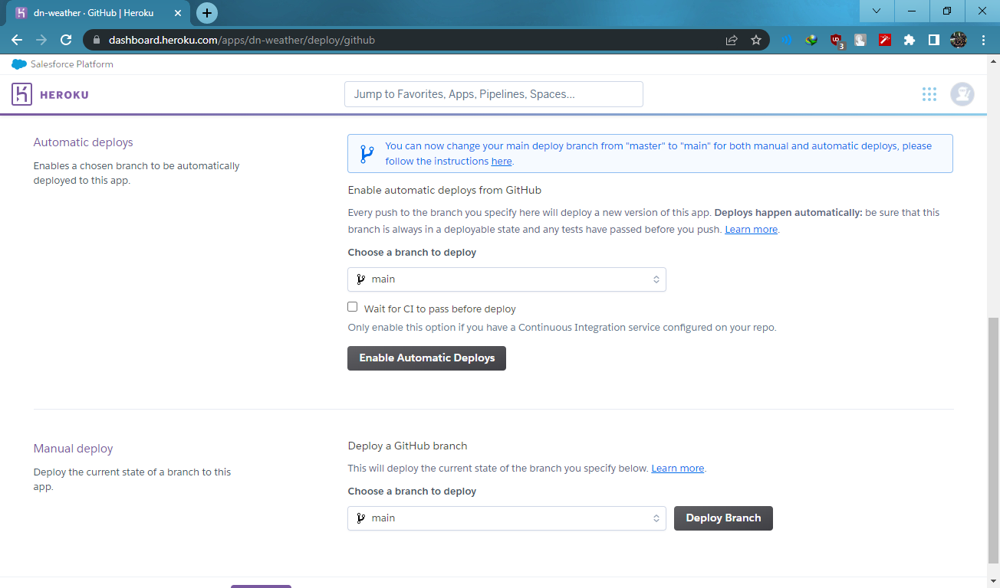 dn-weather · GitHub | Heroku
dashboard.heroku.com/apps/dn-weather/deploy/github
3
Salesforce Platform
HEROKU
Jump to Favorites, Apps, Pipelines, Spaces...
Automatic deploys
Enables a chosen branch to be automatically
deployed to this app.
You can now change your main deploy branch from "master" to "main" for both manual and automatic deploys, please
follow the instructions here.
Enable automatic deploys from GitHub
Every push to the branch you specify here will deploy a new version of this app. Deploys happen automatically: be sure that this
branch is always in a deployable state and any tests have passed before you push. Learn more.
Choose a branch to deploy
main
Wait for CI to pass before deploy
Only enable this option if you have a Continuous Integration service configured on your repo.
Enable Automatic Deploys
Manual deploy
Deploy the current state of a branch to this
app.
Deploy a GitHub branch
This will deploy the current state of the branch you specify below. Learn more.
Choose a branch to deploy
main
Deploy Branch